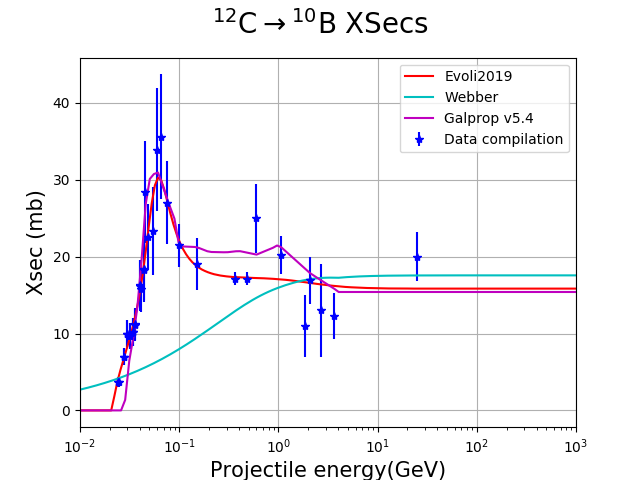 ¹²C→¹⁰B XSecs
Evoli2019
Webber
Galprop v5.4
Data compilation
Xsec (mb)
40
30
20
10
0
10⁻² 10⁻¹ 10⁰ 10¹ 10² 10³
Projectile energy(GeV)